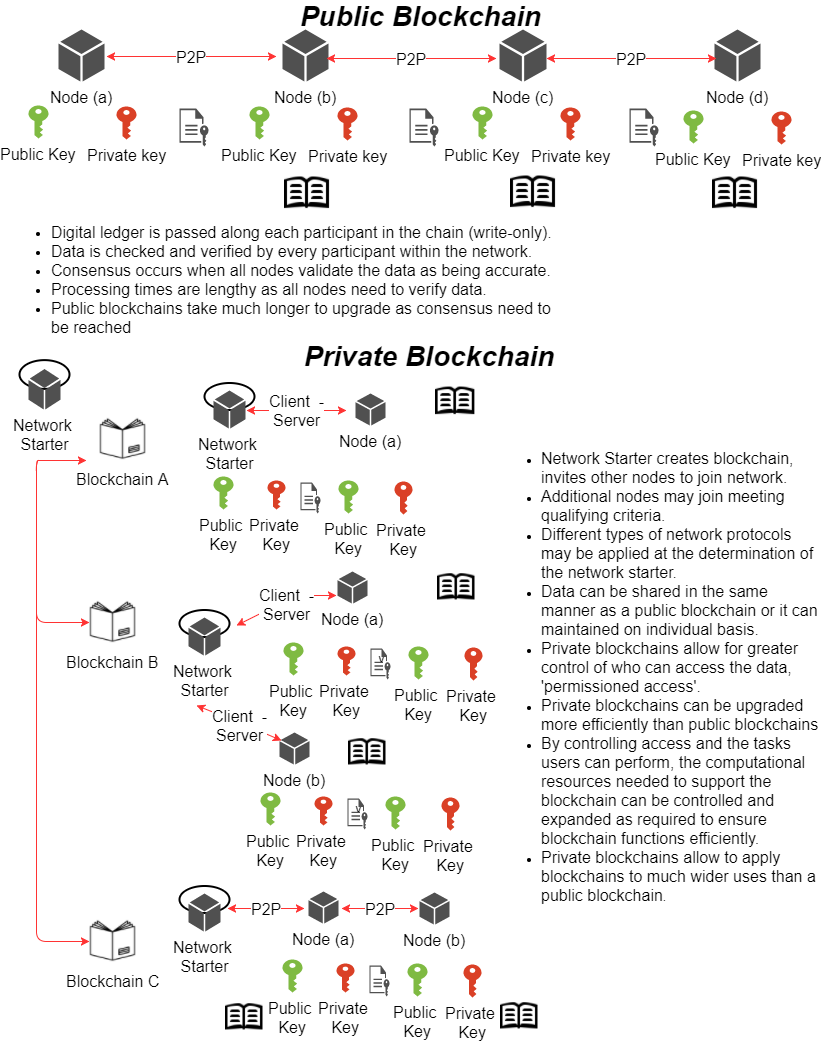 Public Blockchain
P2P
P2P
P2P
Node (a)
Node (b)
Node (c)
Node (d)
Public Key
Private key
Public Key
Private key
Public Key
Private key
Public Key
Private key
Digital ledger is passed along each participant in the chain (write-only).
Data is checked and verified by every participant within the network.
Consensus occurs when all nodes validate the data as being accurate.
Processing times are lengthy as all nodes need to verify data.
Public blockchains take much longer to upgrade as consensus need to
be reached
Private Blockchain
Network
Starter
Blockchain A
Network
Starter
Client -
Server
Node (a)
Public
Key
Private
Key
Public
Key
Private
Key
Blockchain B
Network
Starter
Client -
Server
Node (a)
Public
Key
Private
Key
Public
Key
Private
Key
Client -
Server
Node (b)
Public
Key
Private
Key
Public
Key
Private
Key
Blockchain C
Network
Starter
P2P
Node (a)
P2P
Node (b)
Public
Key
Private
Key
Public
Key
Private
Key
Network Starter creates blockchain,
invites other nodes to join network.
Additional nodes may join meeting
qualifying criteria.
Different types of network protocols
may be applied at the determination of
the network starter.
Data can be shared in the same
manner as a public blockchain or it can
maintained on individual basis.
Private blockchains allow for greater
control of who can access the data,
'permissioned access'.
Private blockchains can be upgraded
more efficiently than public blockchains
By controlling access and the tasks
users can perform, the computational
resources needed to support the
blockchain can be controlled and
expanded as required to ensure
blockchain functions efficiently.
Private blockchains allow to apply
blockchains to much wider uses than a
public blockchain.